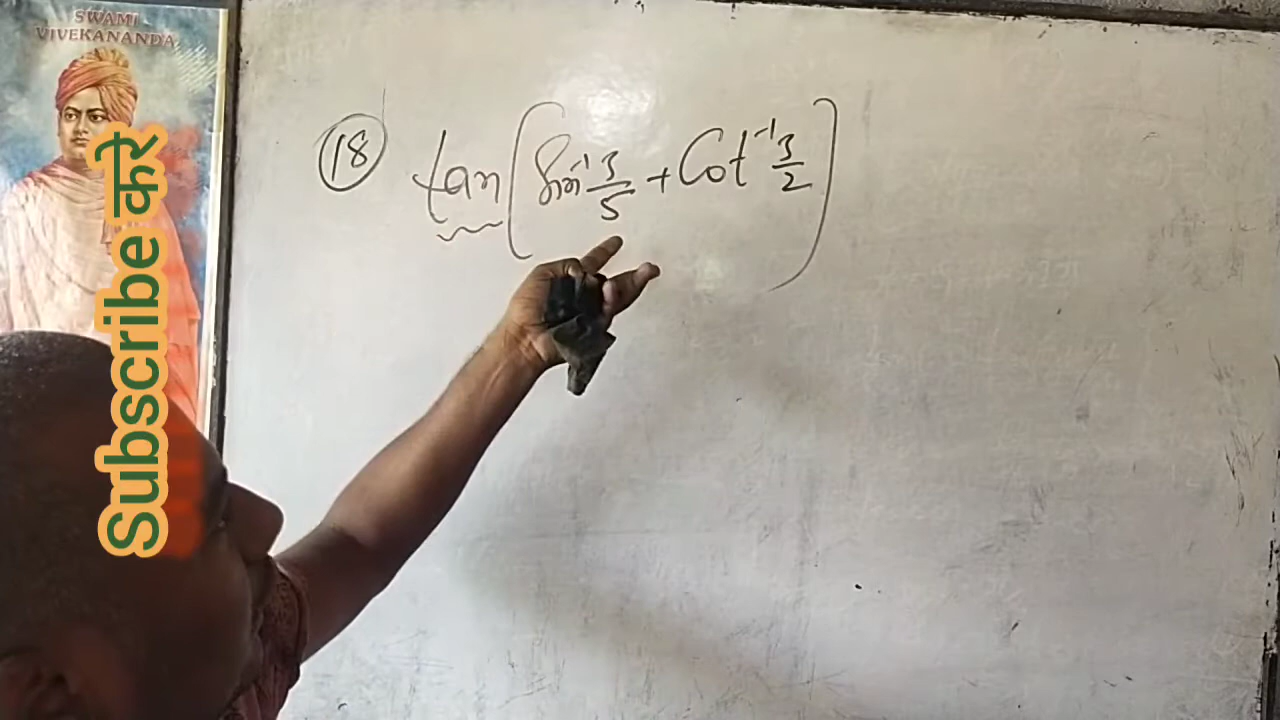 SWAMI
VIVEKANANDA
Subscribe करे
(18) tan(sin⁻¹ 3/5 + Cot⁻¹ 3/2)